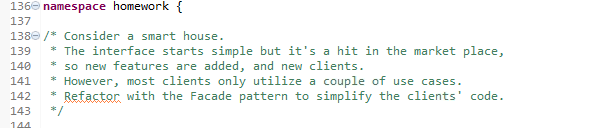 136 namespace homework {
137
138 /* Consider a smart house.
139 * The interface starts simple but it's a hit in the market place,
140 * so new features are added, and new clients.
141 * However, most clients only utilize a couple of use cases.
142 * Refactor with the Facade pattern to simplify the clients' code.
143 */
144